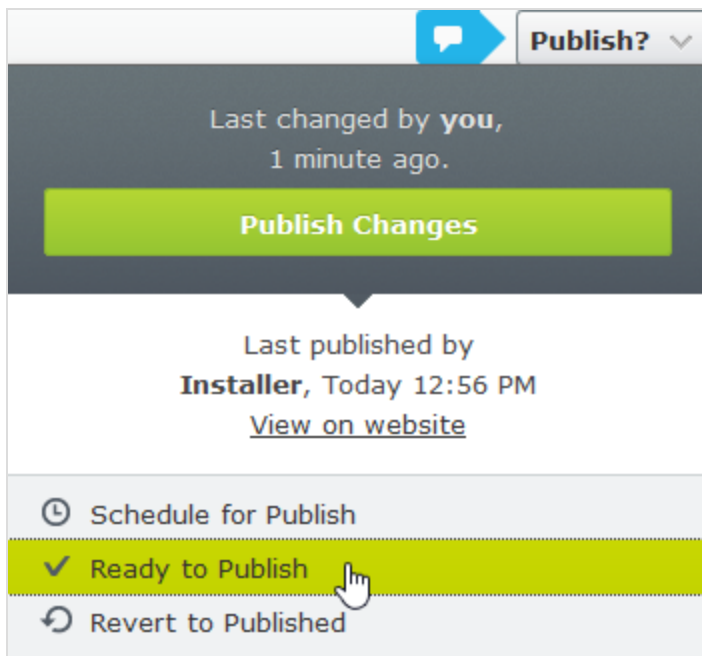 Publish?
Last changed by you,
1 minute ago.
Publish Changes
Last published by
Installer, Today 12:56 PM
View on website
Schedule for Publish
Ready to Publish
Revert to Published